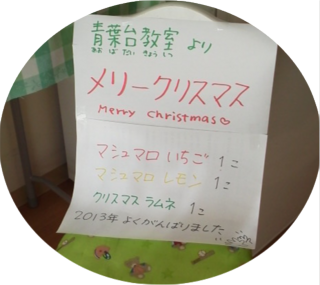 青葉台教室 より
あおばだいきょうしつ
メリークリスマス
Merry christmas♡
マシュマロ いちご 1こ
マシュマロ レモン 1こ
クリスマス ラムネ 1こ
2013年 よくがんばりました